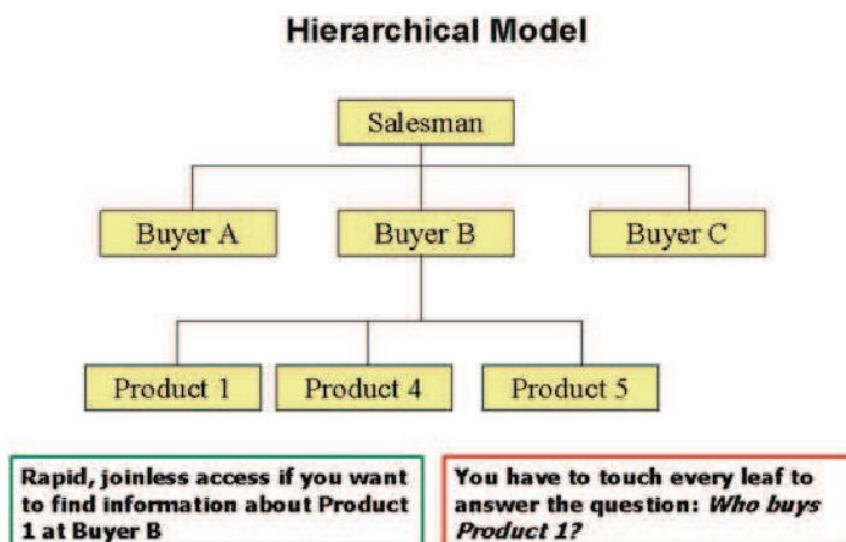 Hierarchical Model
Salesman
Buyer A
Buyer B
Buyer C
Product 1
Product 4
Product 5
Rapid, joinless access if you want
to find information about Product
1 at Buyer B
You have to touch every leaf to
answer the question: Who buys
Product 1?